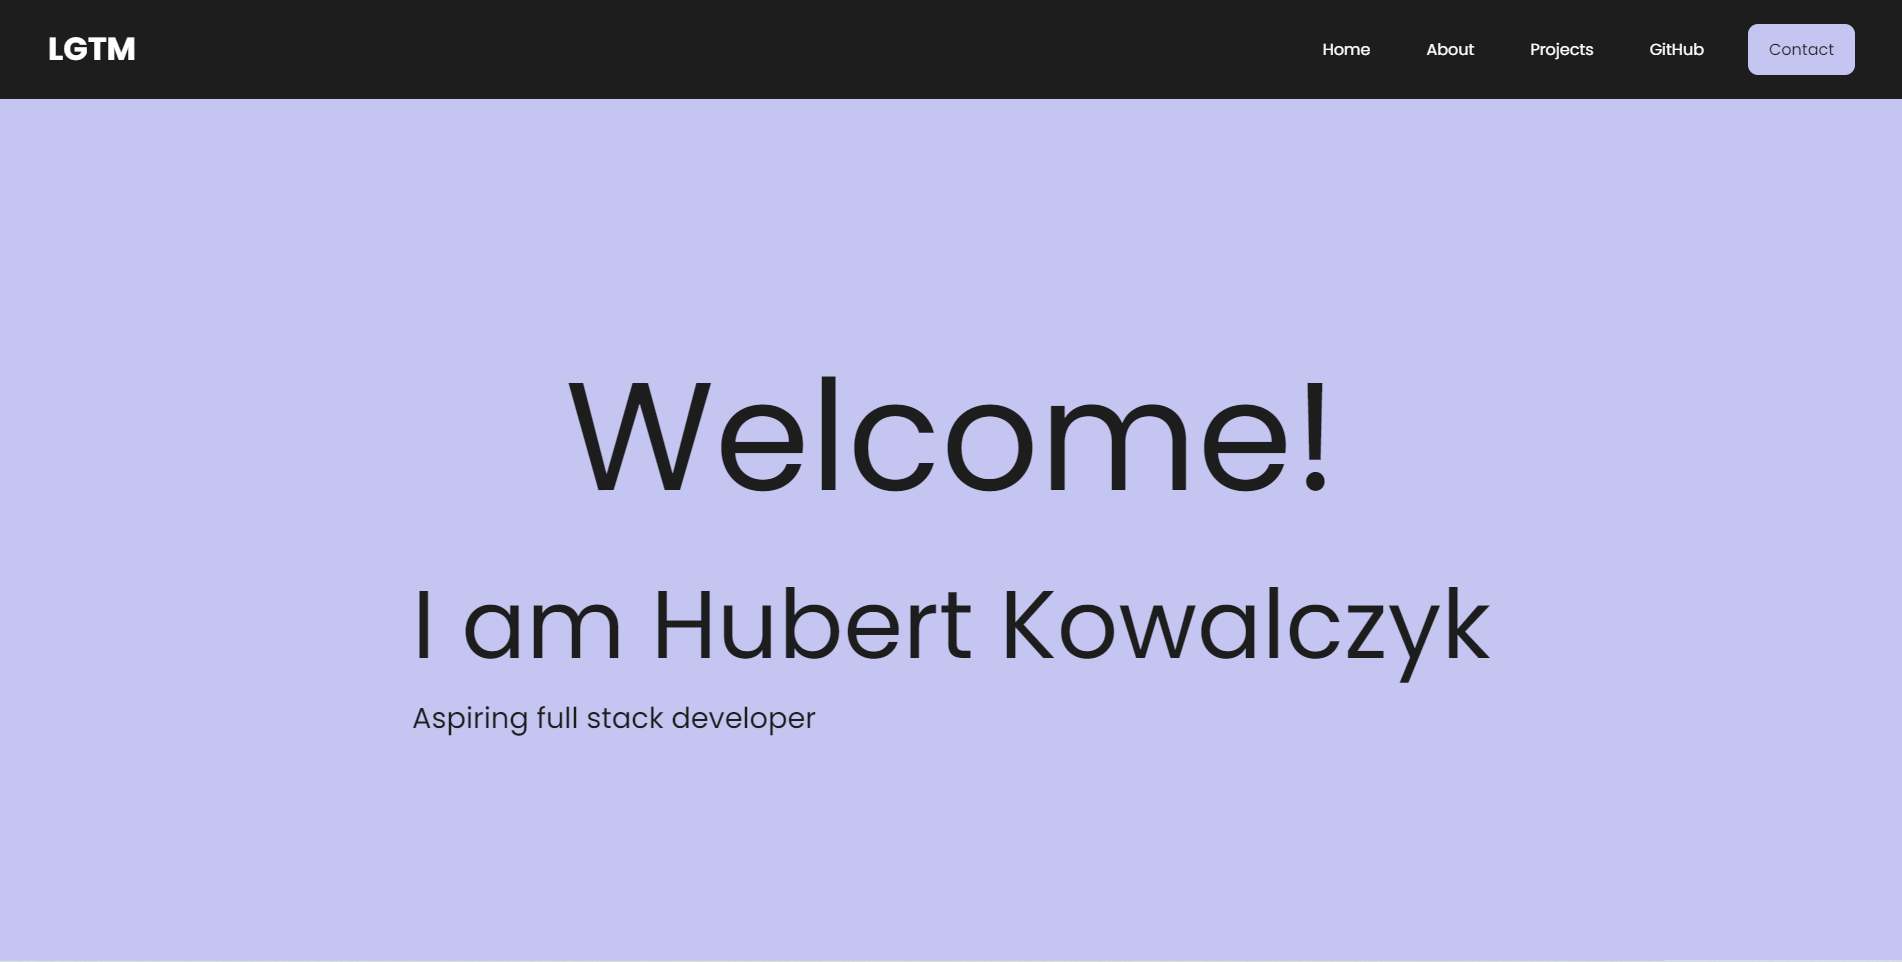 LGTM
Home About Projects GitHub Contact
Welcome!
I am Hubert Kowalczyk
Aspiring full stack developer